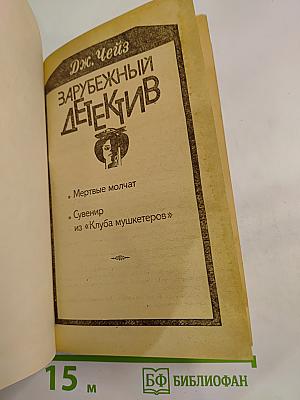 Дж. Чейз
ЗАРУБЕЖНЫЙ
ДЕТЕКТИВ
• Мертвые молчат
• Сувенир
из «Клуба мушкетеров»
15 м
БФ БИБЛИОФАН